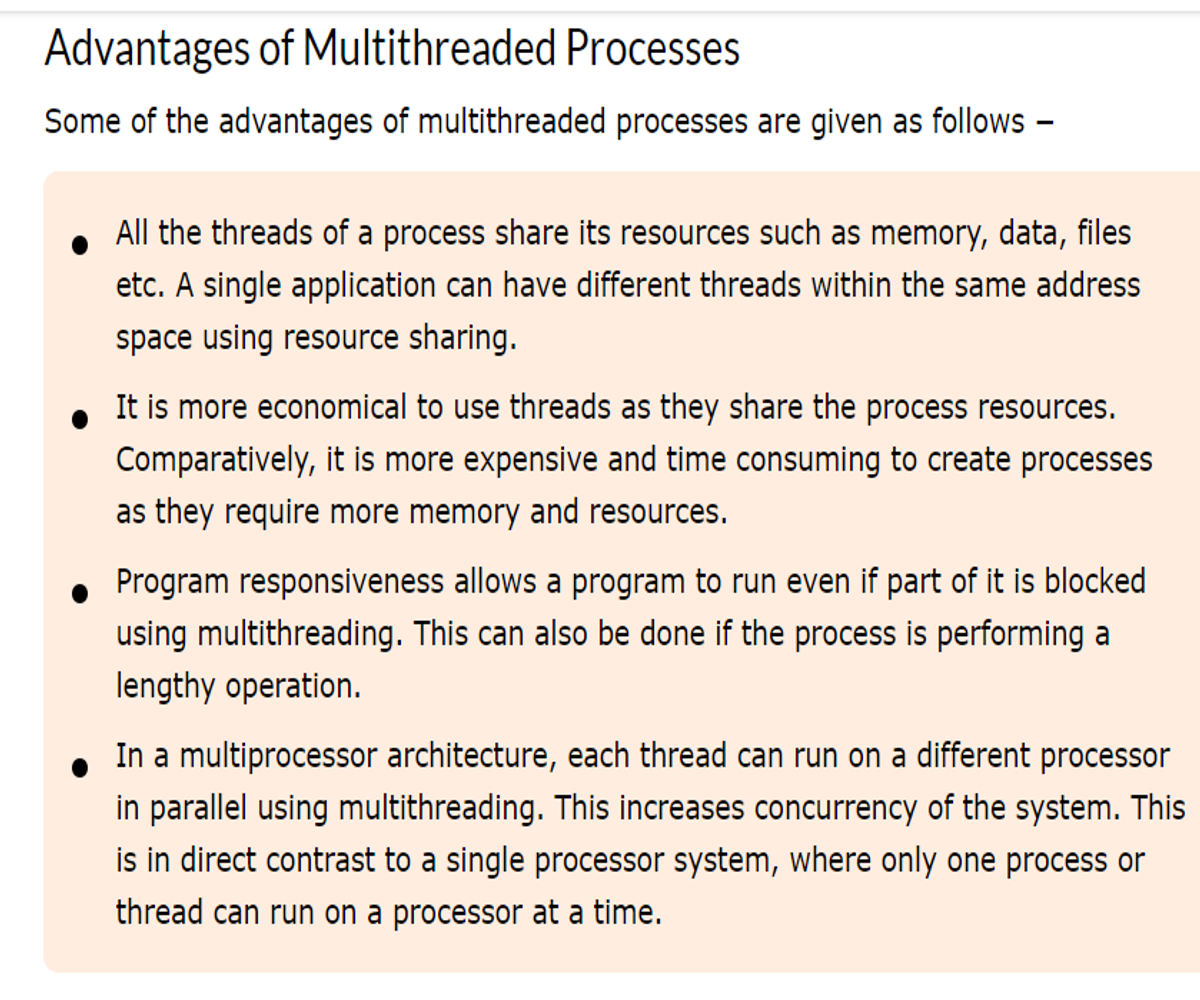 Advantages of Multithreaded Processes
Some of the advantages of multithreaded processes are given as follows –
• All the threads of a process share its resources such as memory, data, files
etc. A single application can have different threads within the same address
space using resource sharing.
• It is more economical to use threads as they share the process resources.
Comparatively, it is more expensive and time consuming to create processes
as they require more memory and resources.
• Program responsiveness allows a program to run even if part of it is blocked
using multithreading. This can also be done if the process is performing a
lengthy operation.
• In a multiprocessor architecture, each thread can run on a different processor
in parallel using multithreading. This increases concurrency of the system. This
is in direct contrast to a single processor system, where only one process or
thread can run on a processor at a time.